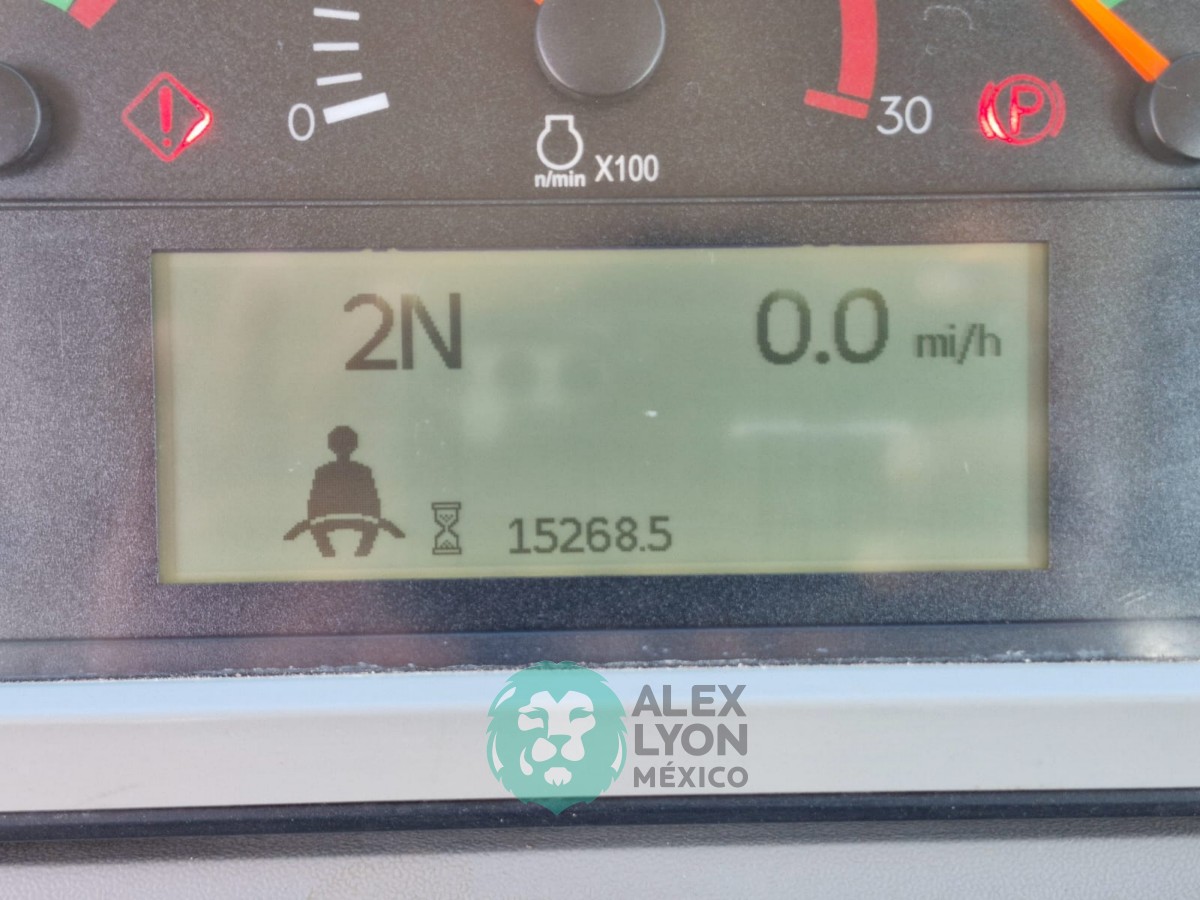 0
30
P
n/min X100
2N 0.0 mi/h
15268.5
ALEX
LYON
MÉXICO